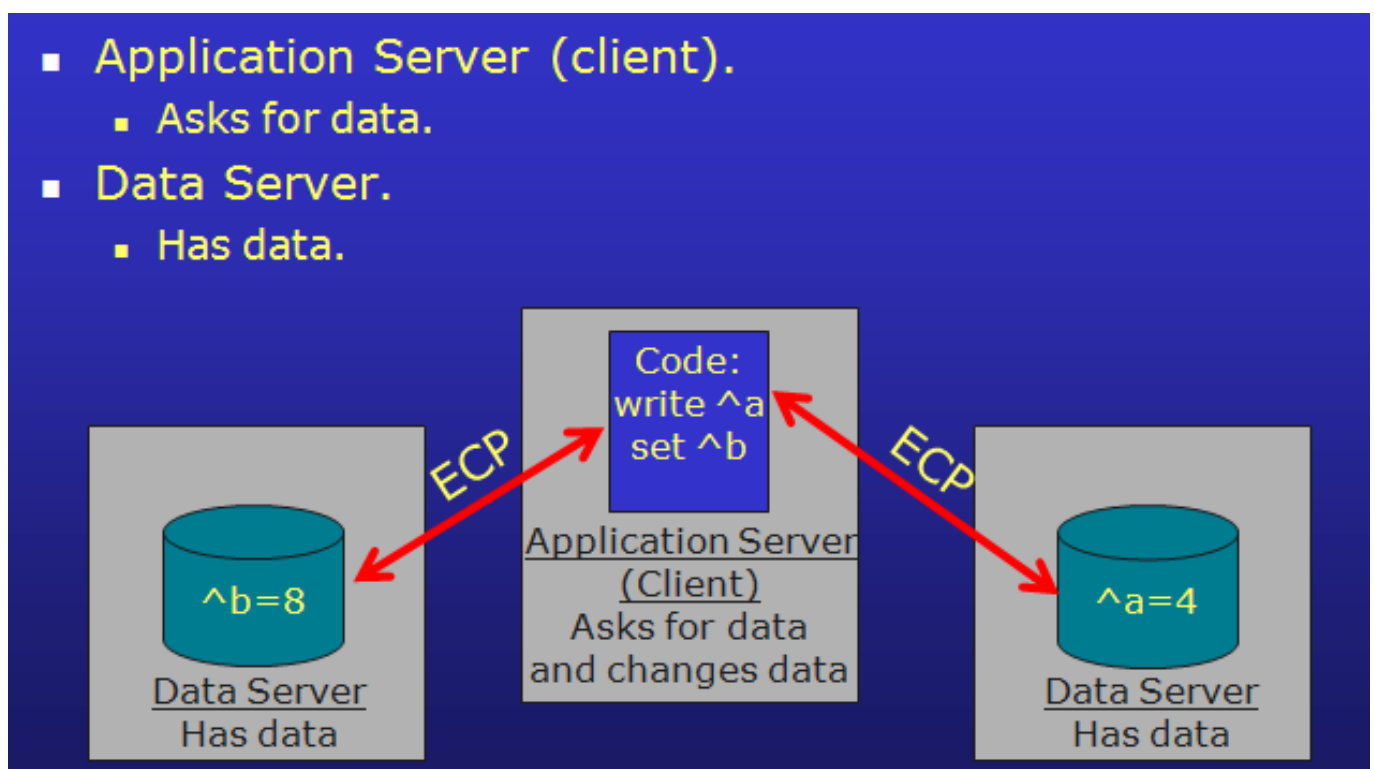 Application Server (client).
Asks for data.
Data Server.
Has data.
Code:
write ^a
set ^b
ECP
ECP
Application Server
(Client)
Asks for data
and changes data
^b=8
Data Server
Has data
^a=4
Data Server
Has data